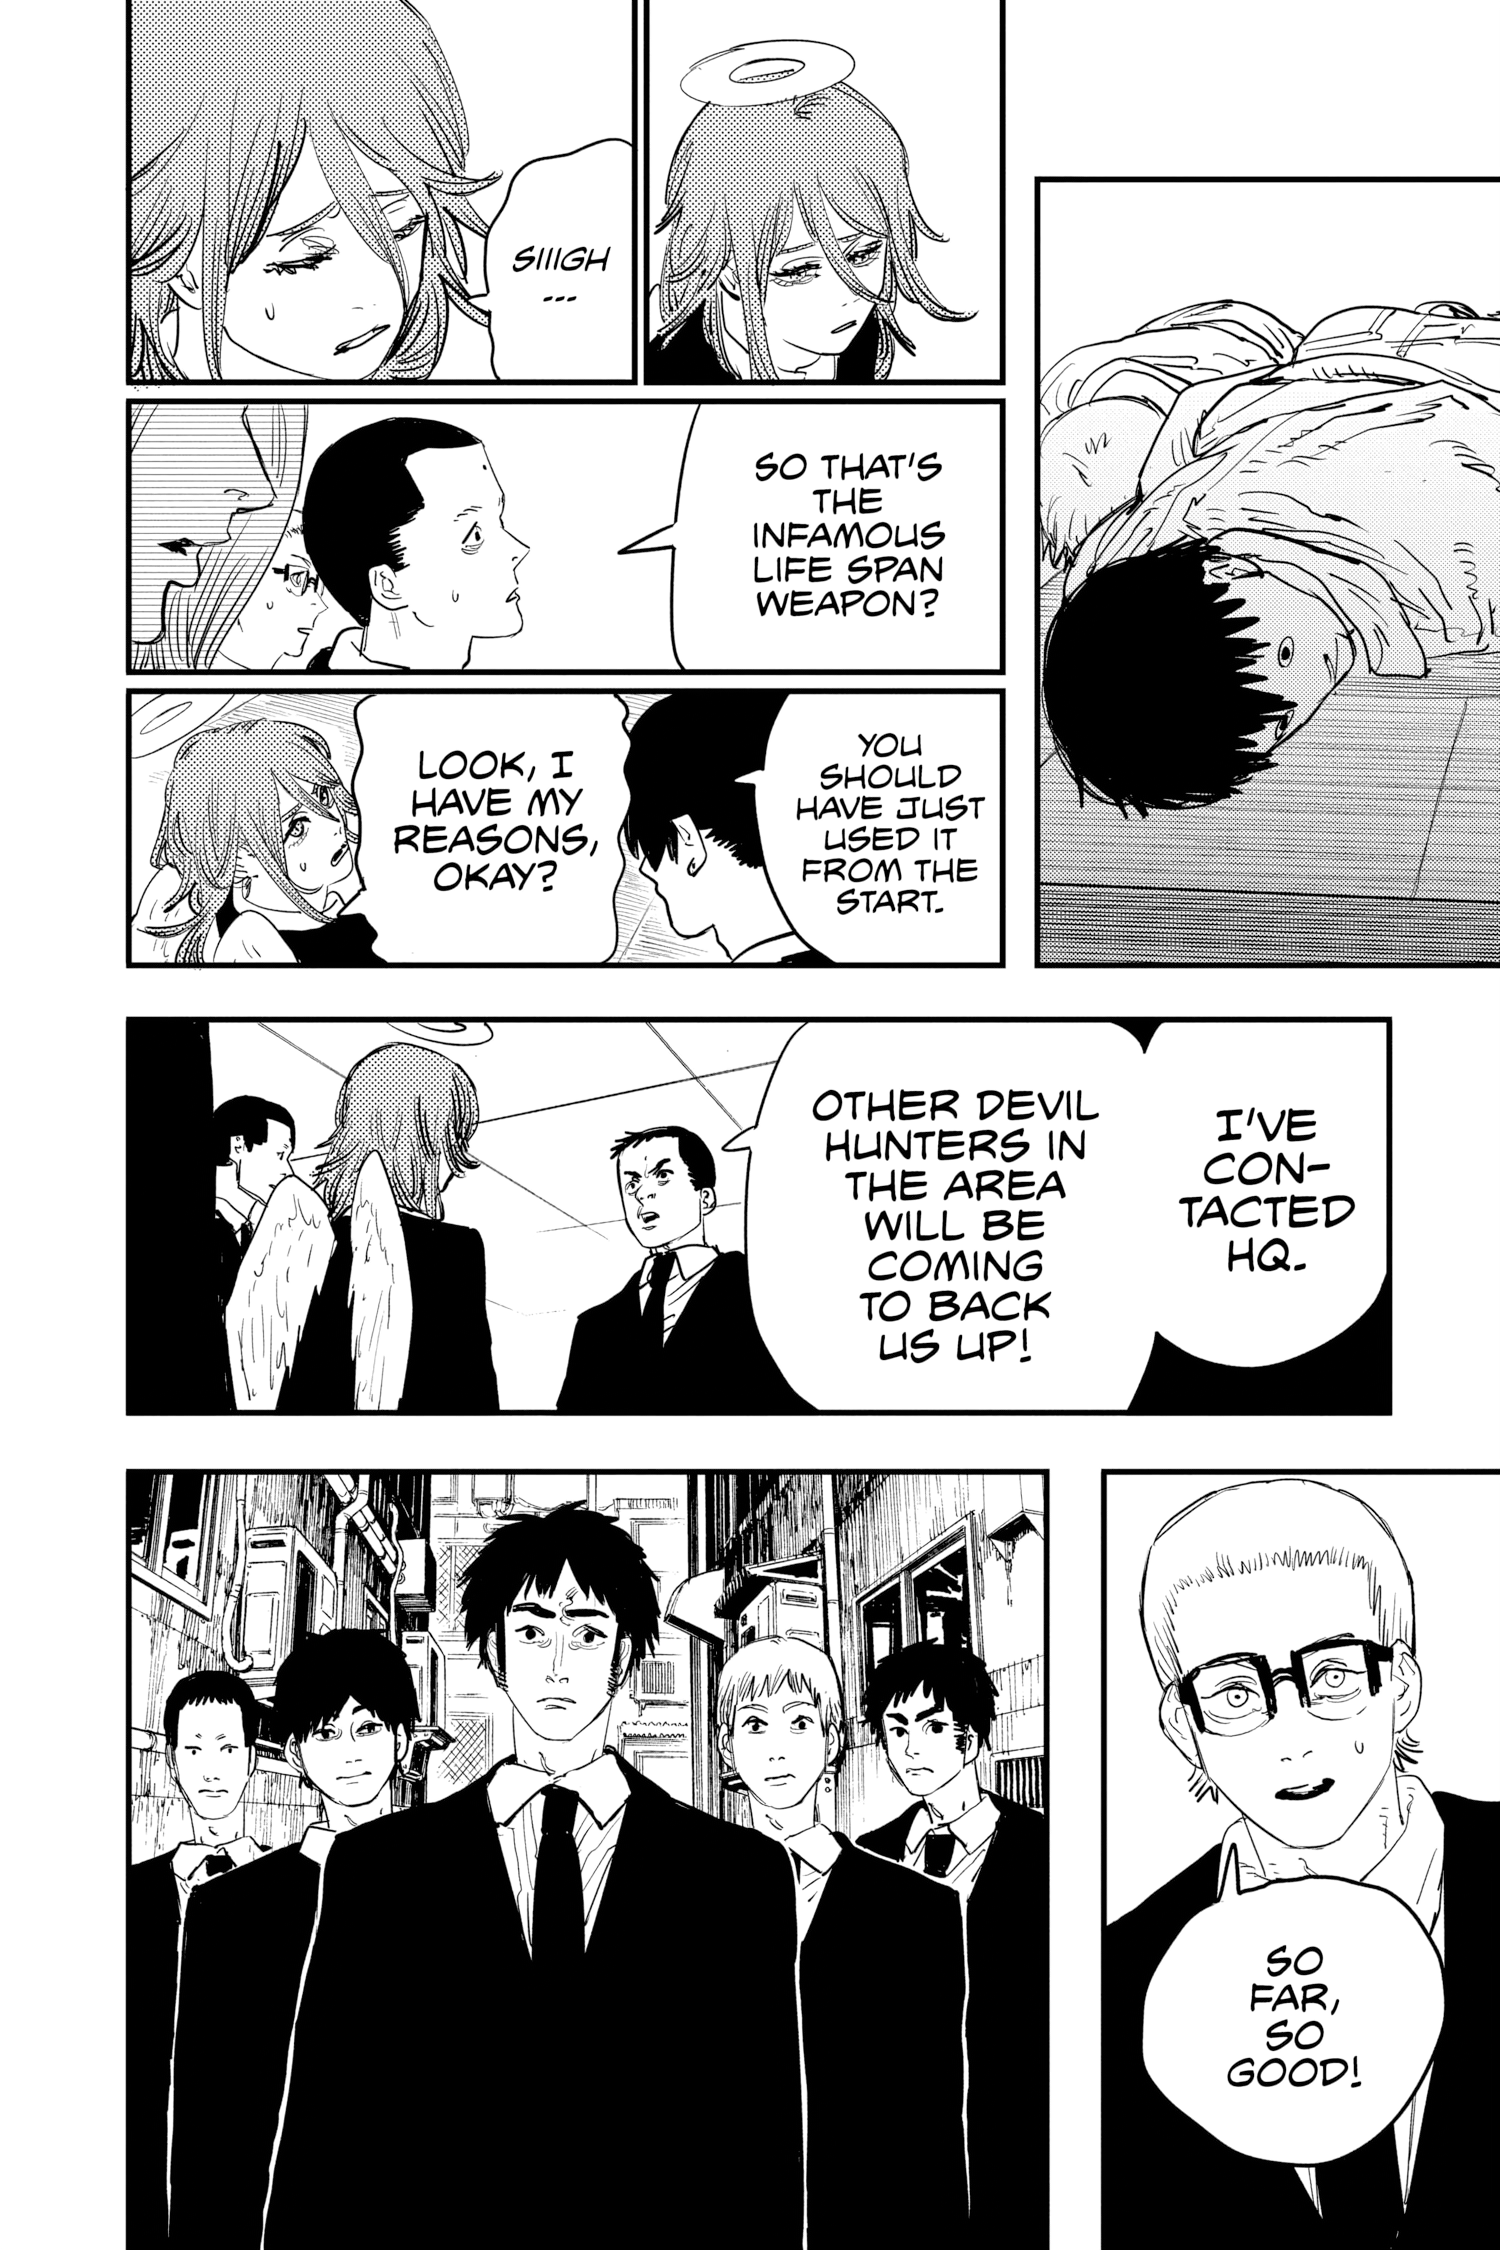 SIIIGH
...
SO THAT'S
THE
INFAMOUS
LIFE SPAN
WEAPON?
YOU
SHOULD
HAVE JUST
USED IT
FROM THE
START.
LOOK, I
HAVE MY
REASONS,
OKAY?
I'VE
CON-
TACTED
HQ.
OTHER DEVIL
HUNTERS IN
THE AREA
WILL BE
COMING
TO BACK
US UP!
SO
FAR,
SO
GOOD!